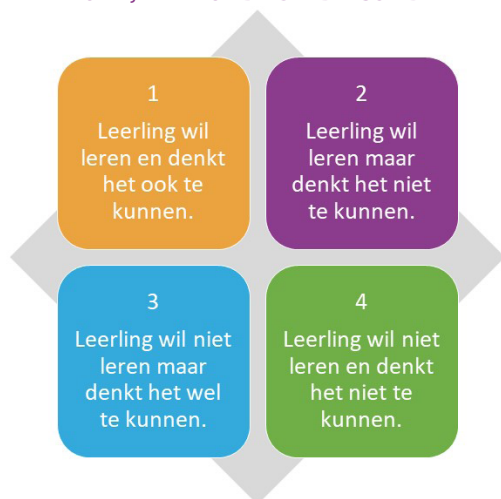 1
Leerling wil
leren en denkt
het ook te
kunnen.
2
Leerling wil
leren maar
denkt het niet
te kunnen.
3
Leerling wil niet
leren maar
denkt het wel
te kunnen.
4
Leerling wil niet
leren en denkt
het niet te
kunnen.